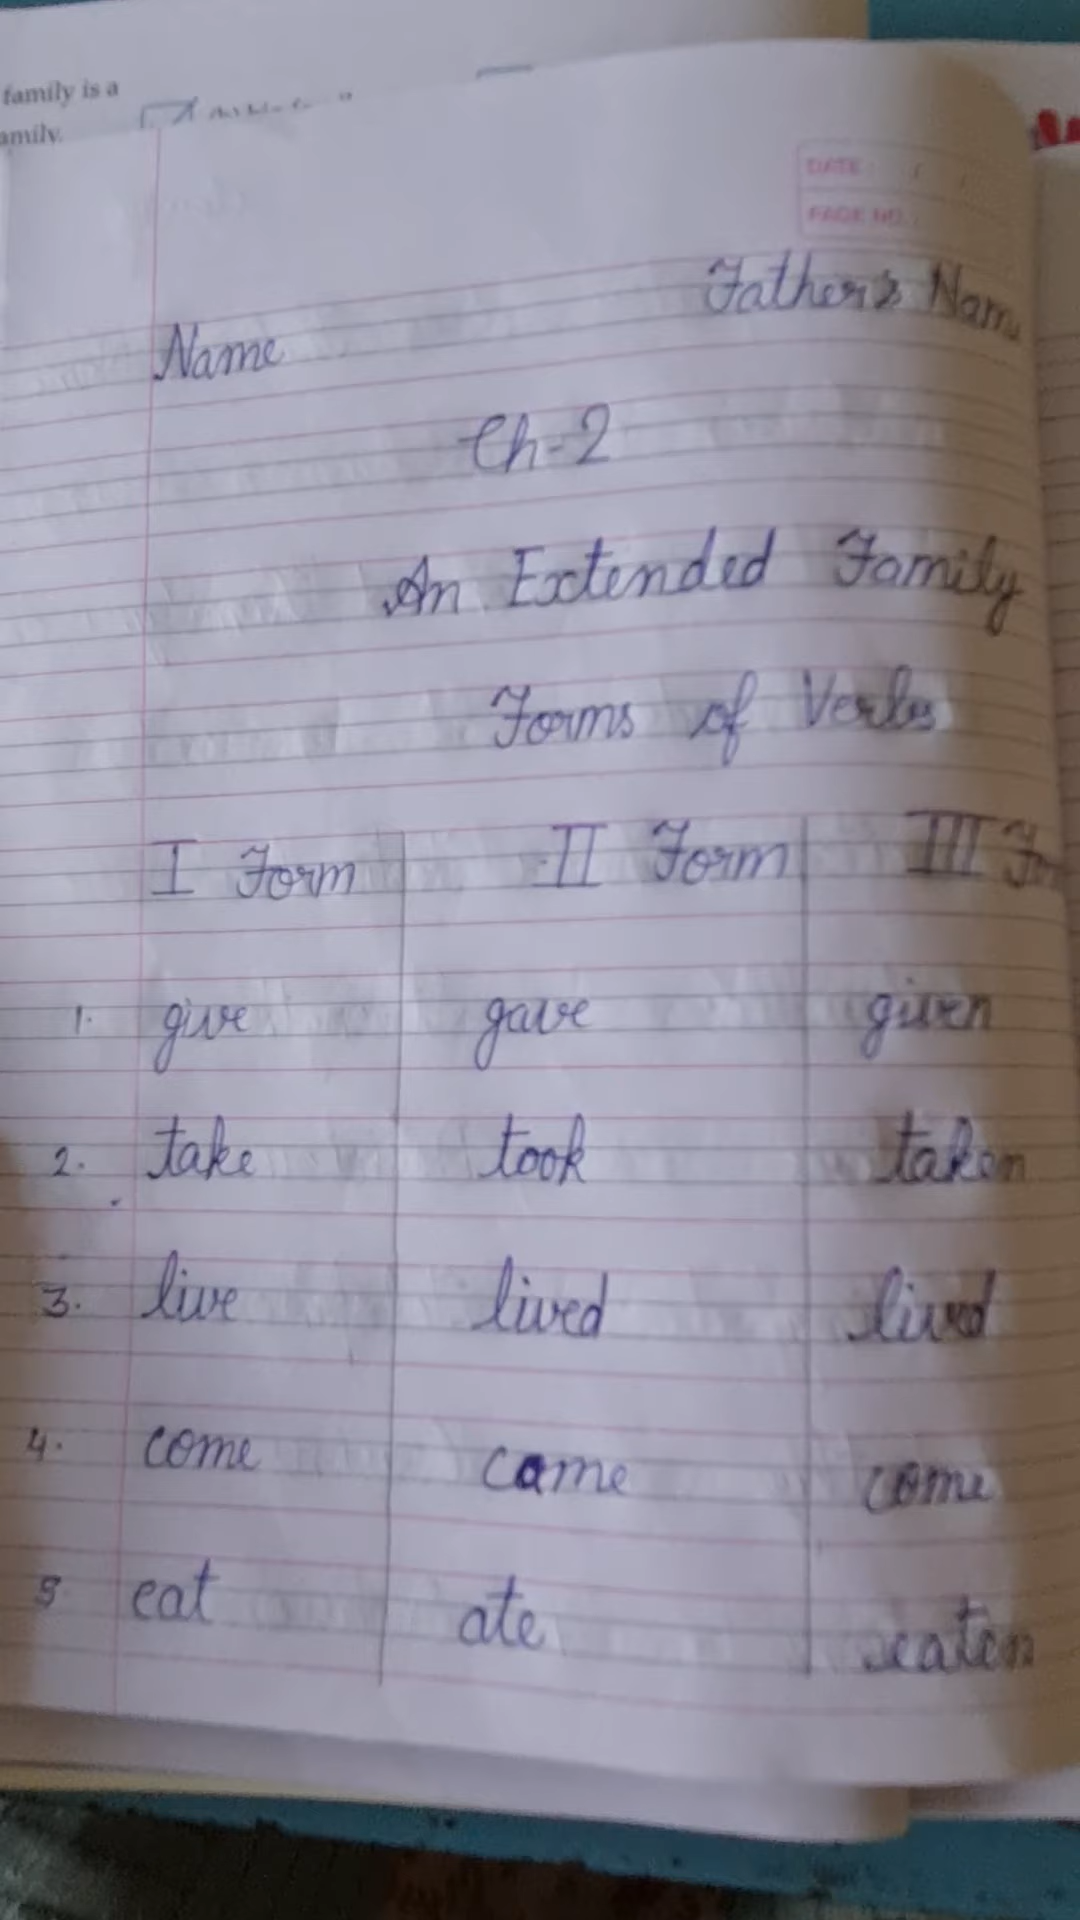 family is a
amily.
DATE :
PAGE NO. :
Father's Nam
Name
Ch-2
An Extended Family
Forms of Verbs
I Form II Form III
1. give gave given
2. take took taken
3. live lived lived
4. come came come
5 eat ate eaten